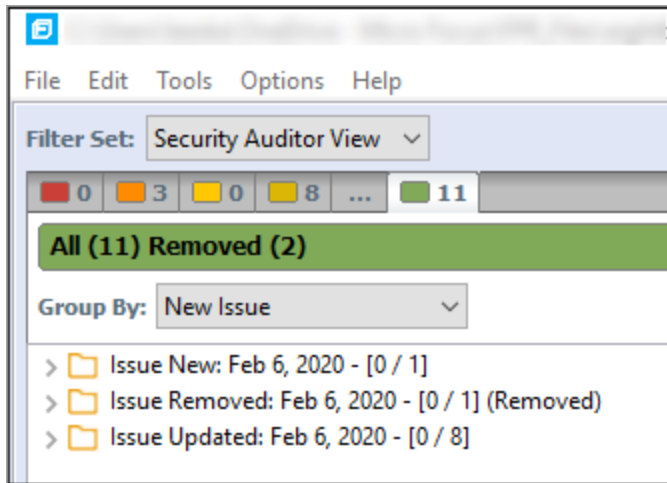 File Edit Tools Options Help
Filter Set: Security Auditor View
0 3 0 8 ... 11
All (11) Removed (2)
Group By: New Issue
Issue New: Feb 6, 2020 - [0 / 1]
Issue Removed: Feb 6, 2020 - [0 / 1] (Removed)
Issue Updated: Feb 6, 2020 - [0 / 8]